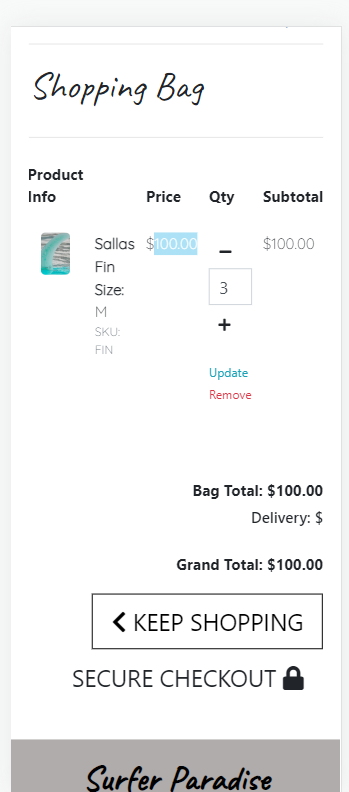 Shopping Bag
Product
Info Price Qty Subtotal
Sallas $100.00 − $100.00
Fin
Size: 3
M
SKU: +
FIN
Update
Remove
Bag Total: $100.00
Delivery: $
Grand Total: $100.00
KEEP SHOPPING
SECURE CHECKOUT
Surfer Paradise